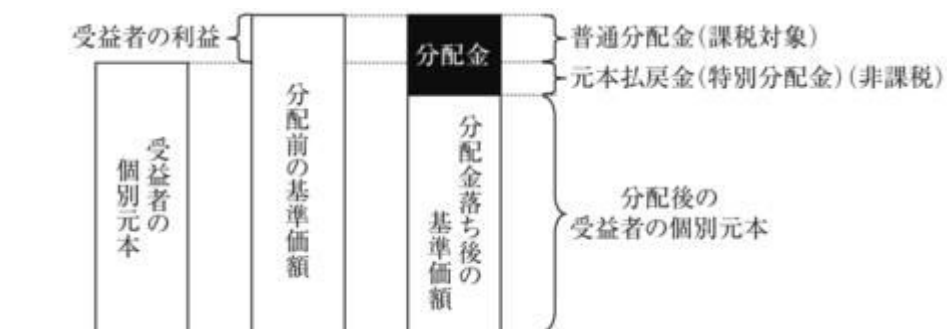 受益者の利益
分配金
普通分配金(課税対象)
元本払戻金(特別分配金)(非課税)
受益者の
個別元本
分配前の基準価額
分配金落ち後の
基準価額
分配後の
受益者の個別元本